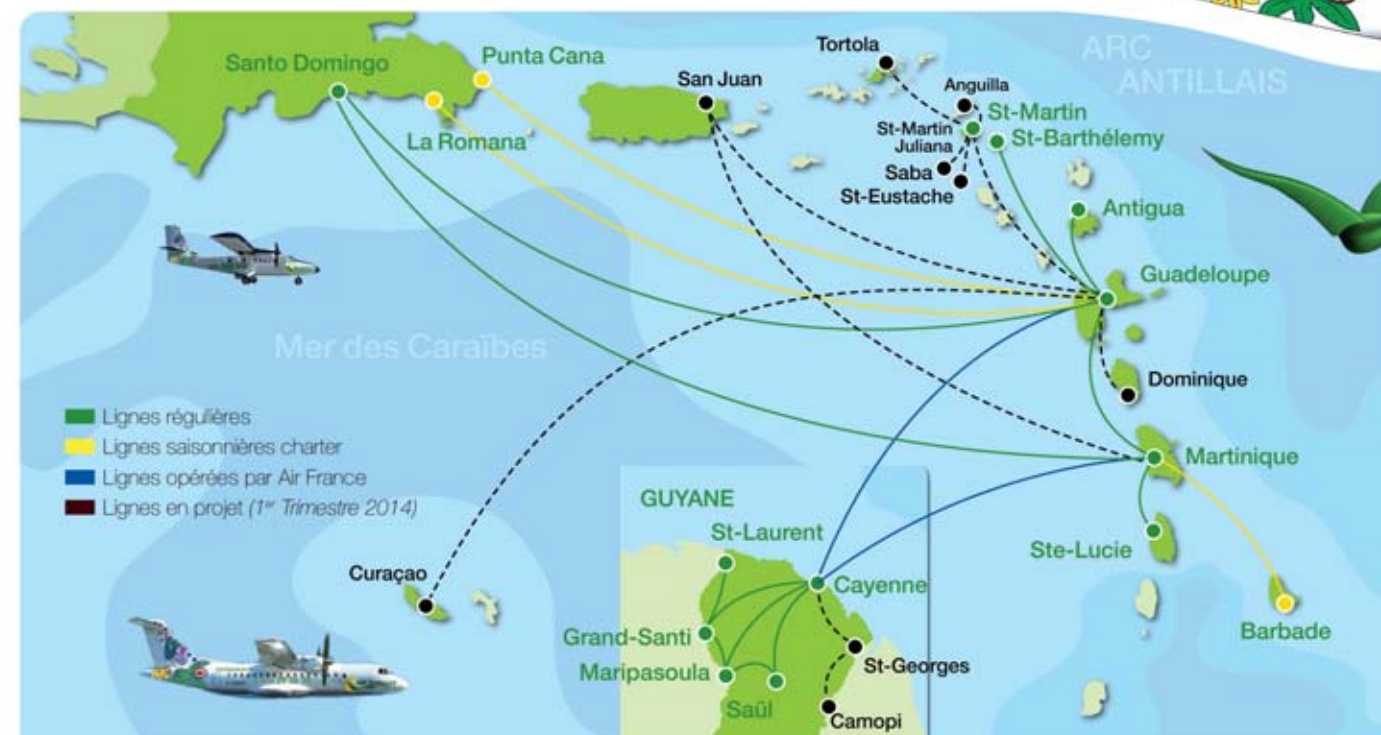 ARC
ANTILLAIS
Tortola
Punta Cana
Santo Domingo
San Juan
Anguilla
St-Martin
St-Martin
Juliana
St-Barthélemy
La Romana
Saba
St-Eustache
Antigua
Guadeloupe
Mer des Caraïbes
Dominique
Lignes régulières
Lignes saisonnières charter
Lignes opérées par Air France
Lignes en projet (1er Trimestre 2014)
Martinique
GUYANE
St-Laurent
Ste-Lucie
Curaçao
Cayenne
Barbade
Grand-Santi
St-Georges
Maripasoula
Saül
Camopi